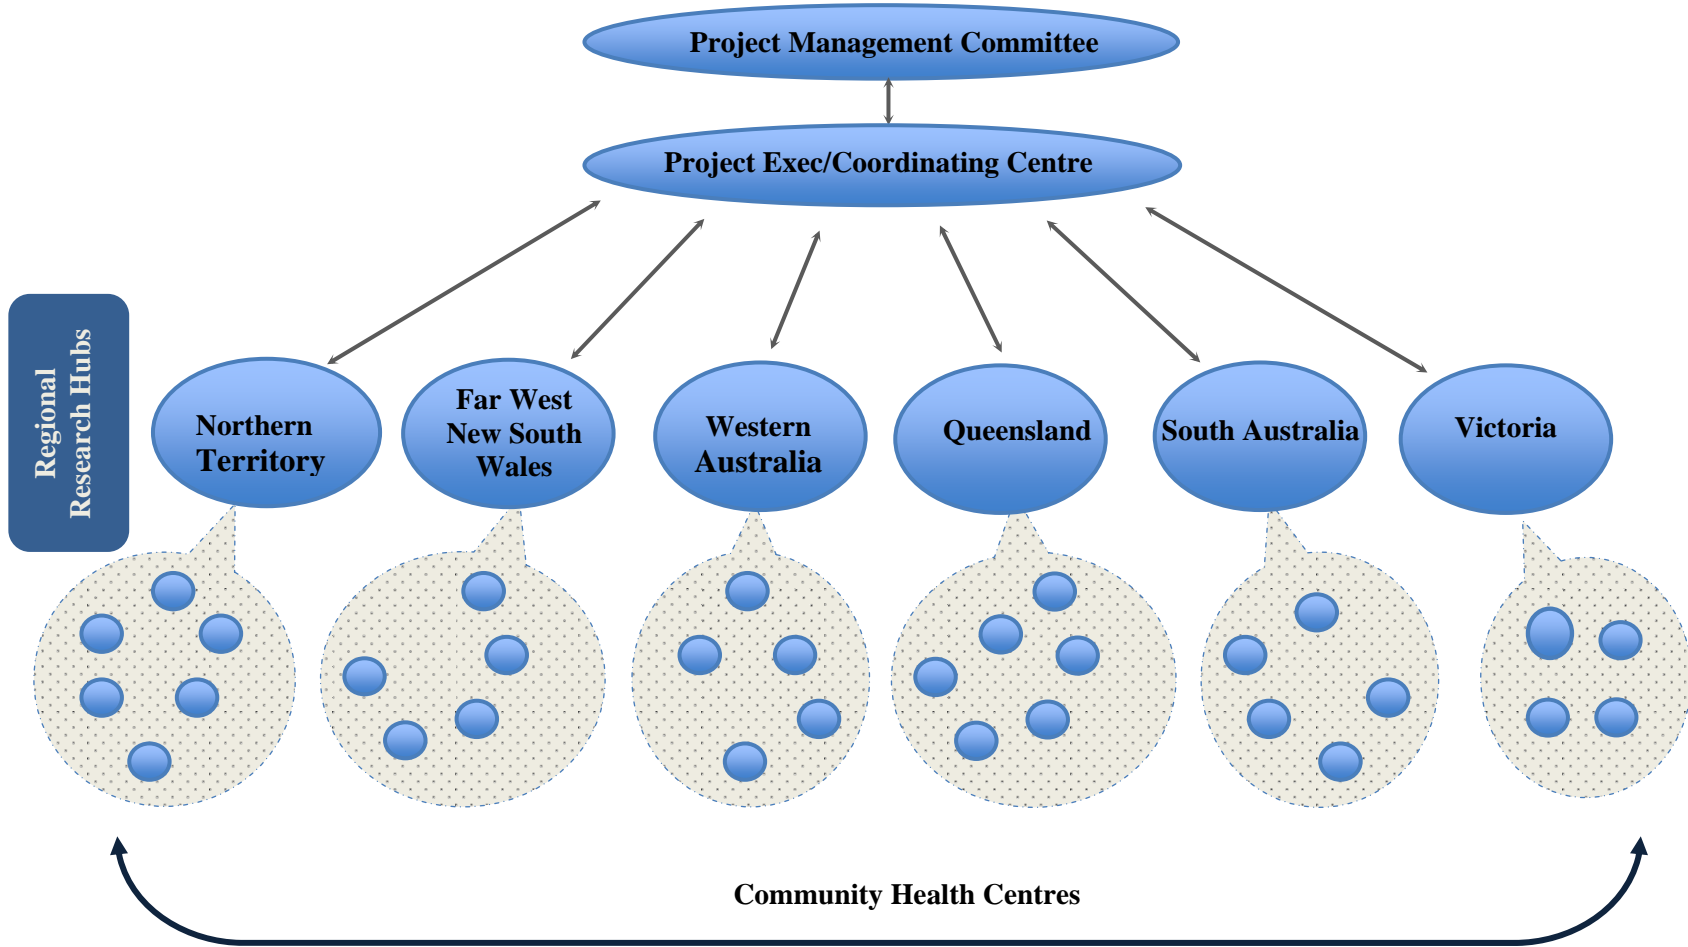 Project Management Committee
Project Exec/Coordinating Centre
Regional
Research Hubs
Northern
Territory
Far West
New South
Wales
Western
Australia
Queensland
South Australia
Victoria
Community Health Centres